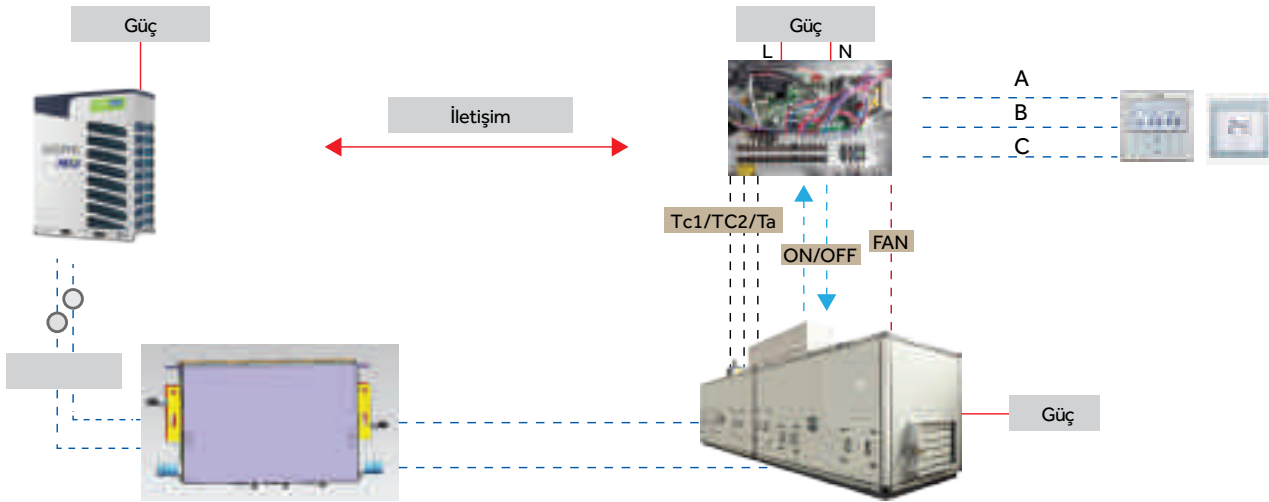 Güç
Güç
L
N
A
İletişim
B
C
Tc1/TC2/Ta
ON/OFF
FAN
Güç